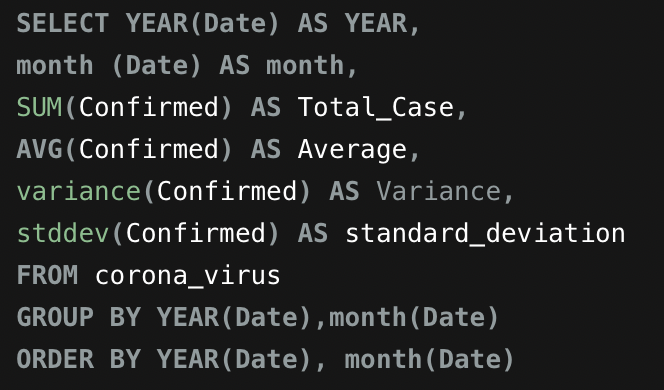 SELECT YEAR(Date) AS YEAR,
month (Date) AS month,
SUM(Confirmed) AS Total_Case,
AVG(Confirmed) AS Average,
variance(Confirmed) AS Variance,
stddev(Confirmed) AS standard_deviation
FROM corona_virus
GROUP BY YEAR(Date),month(Date)
ORDER BY YEAR(Date), month(Date)